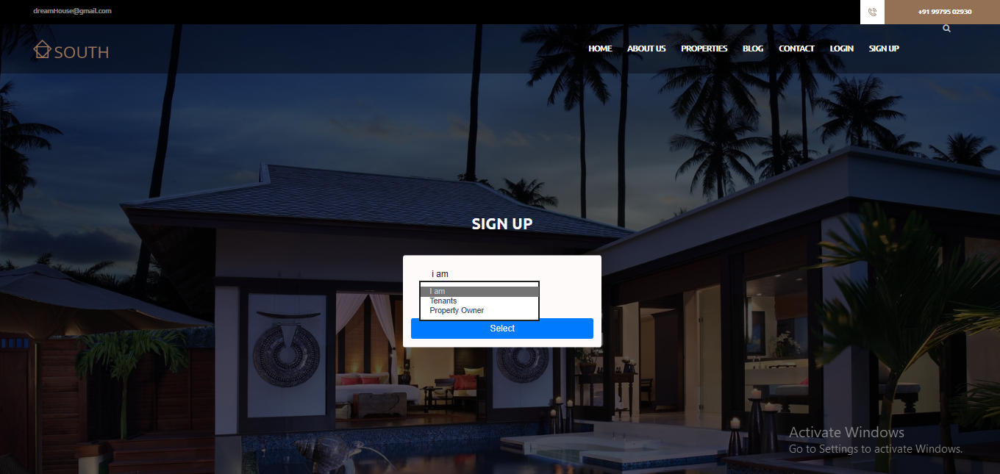 dreamHouse@gmail.com
+91 99795 02930
SOUTH
HOME ABOUT US PROPERTIES BLOG CONTACT LOGIN SIGN UP
SIGN UP
i am
I am
Tenants
Property Owner
Select
Activate Windows
Go to Settings to activate Windows.